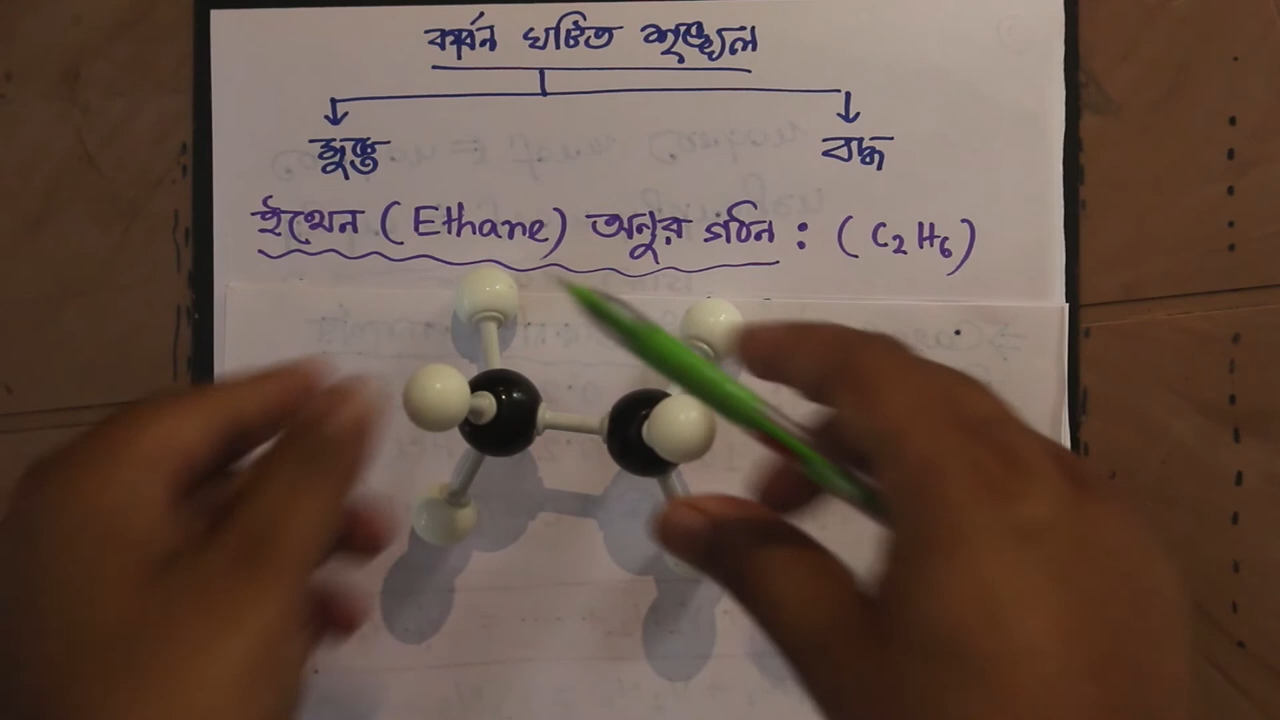 কার্বন ঘটিত শৃঙ্খল
মুক্ত বদ্ধ
ইথেন (Ethane) অনুর গঠন : (C₂H₆)